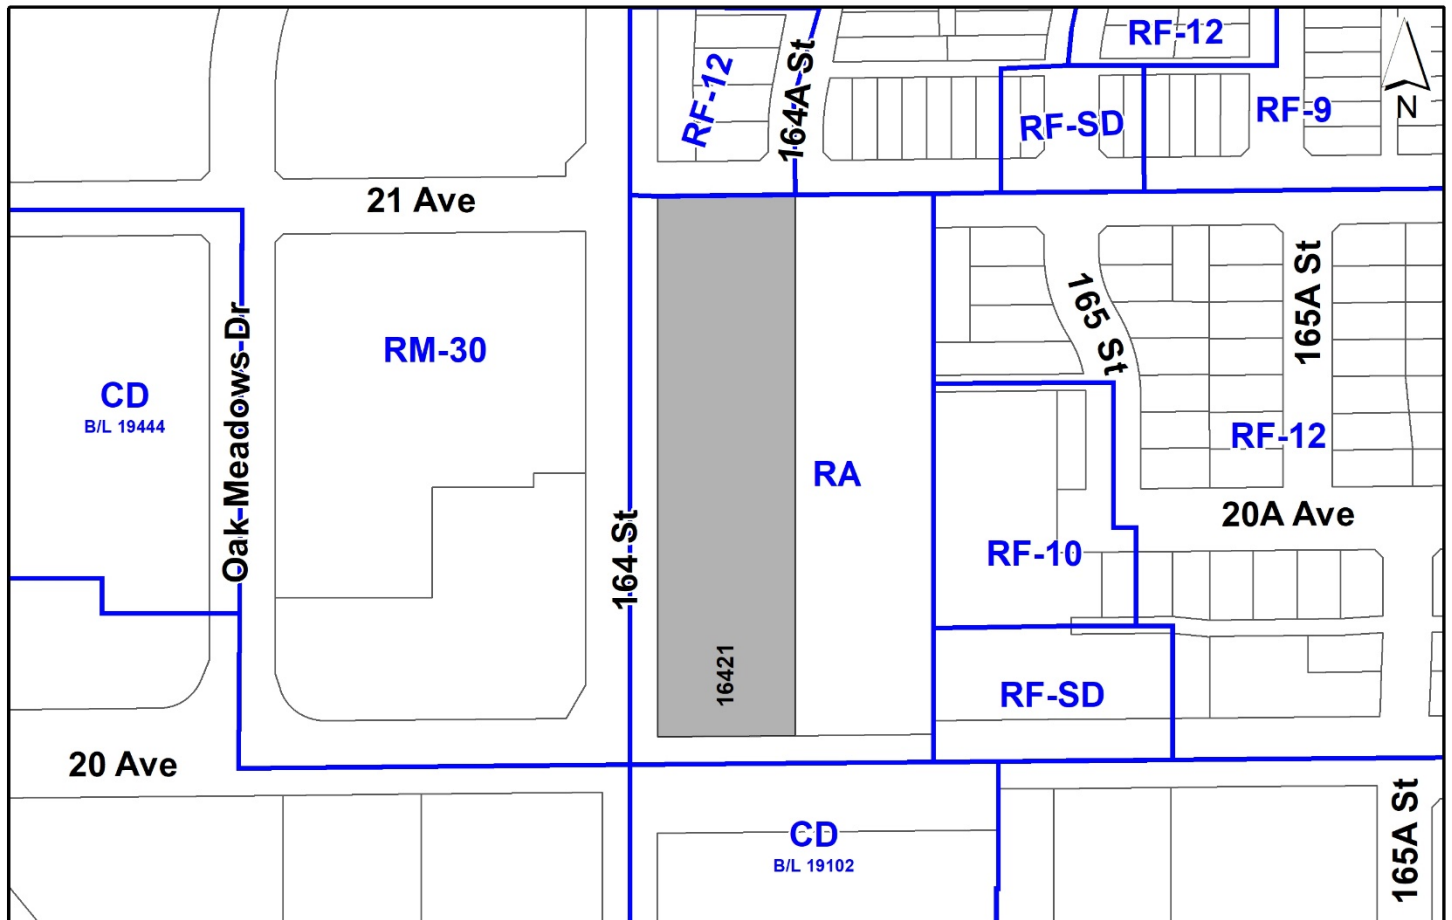 RF-12
RF-12
164A St
RF-SD
RF-9
N
21 Ave
165A St
165 St
Oak Meadows Dr
RM-30
CD
B/L 19444
RF-12
RA
20A Ave
164 St
RF-10
16421
RF-SD
20 Ave
CD
B/L 19102
165A St